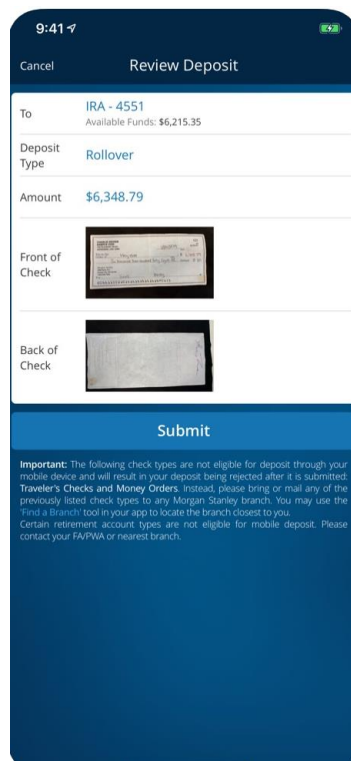 9:41
Cancel
Review Deposit
To
IRA - 4551
Available Funds: $6,215.35
Deposit
Type
Rollover
Amount
$6,348.79
Front of
Check
Back of
Check
Submit
Important: The following check types are not eligible for deposit through your
mobile device and will result in your deposit being rejected after it is submitted:
Traveler's Checks and Money Orders. Instead, please bring or mail any of the
previously listed check types to any Morgan Stanley branch. You may use the
'Find a Branch' tool in your app to locate the branch closest to you.
Certain retirement account types are not eligible for mobile deposit. Please
contact your FA/PWA or nearest branch.